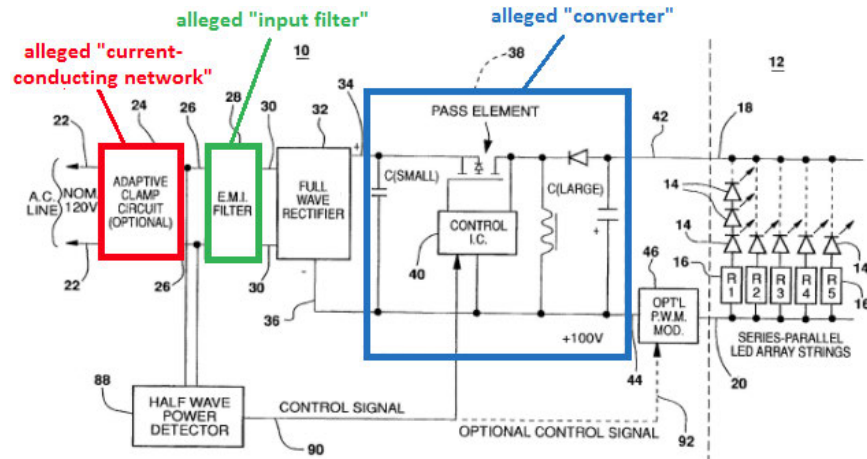 alleged "current-
conducting network"
alleged "input filter"
alleged "converter"
10
12
38
24
26
28
30
32
34
42
18
22
PASS ELEMENT
A.C.
LINE
NOM.
120V
ADAPTIVE
CLAMP
CIRCUIT
(OPTIONAL)
E.M.I.
FILTER
FULL
WAVE
RECTIFIER
+
-
C(SMALL)
C(LARGE)
+
CONTROL
I.C.
40
14
14
14
22
26
30
36
46
16
R
1
R
2
R
3
R
4
R
5
16
OPT'L
P.W.M.
MOD.
+100V
44
20
SERIES-PARALLEL
LED ARRAY STRINGS
88
HALF WAVE
POWER
DETECTOR
CONTROL SIGNAL
90
OPTIONAL CONTROL SIGNAL
92